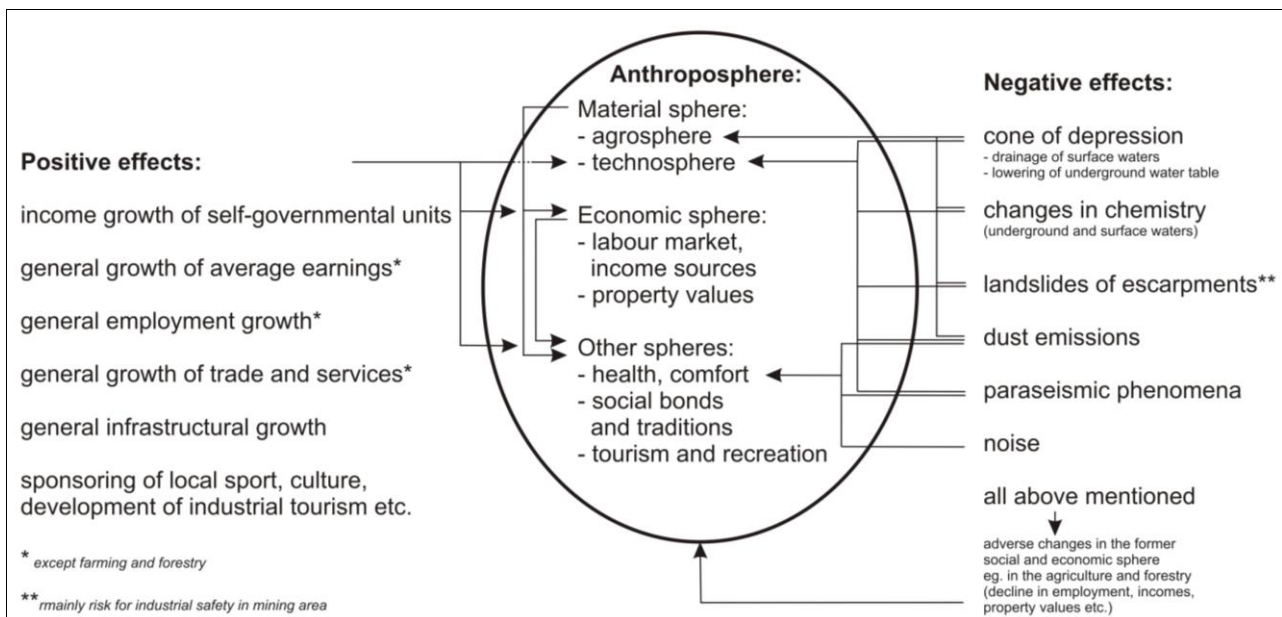 Positive effects:
income growth of self-governmental units
general growth of average earnings*
general employment growth*
general growth of trade and services*
general infrastructural growth
sponsoring of local sport, culture,
development of industrial tourism etc.
* except farming and forestry
**rmainly risk for industrial safety in mining area
Anthroposphere:
Material sphere:
- agrosphere
- technosphere
Economic sphere:
- labour market,
income sources
- property values
Other spheres:
- health, comfort
- social bonds
and traditions
- tourism and recreation
Negative effects:
cone of depression
- drainage of surface waters
- lowering of underground water table
changes in chemistry
(underground and surface waters)
landslides of escarpments**
dust emissions
paraseismic phenomena
noise
all above mentioned
adverse changes in the former
social and economic sphere
eg. in the agriculture and forestry
(decline in employment, incomes,
property values etc.)